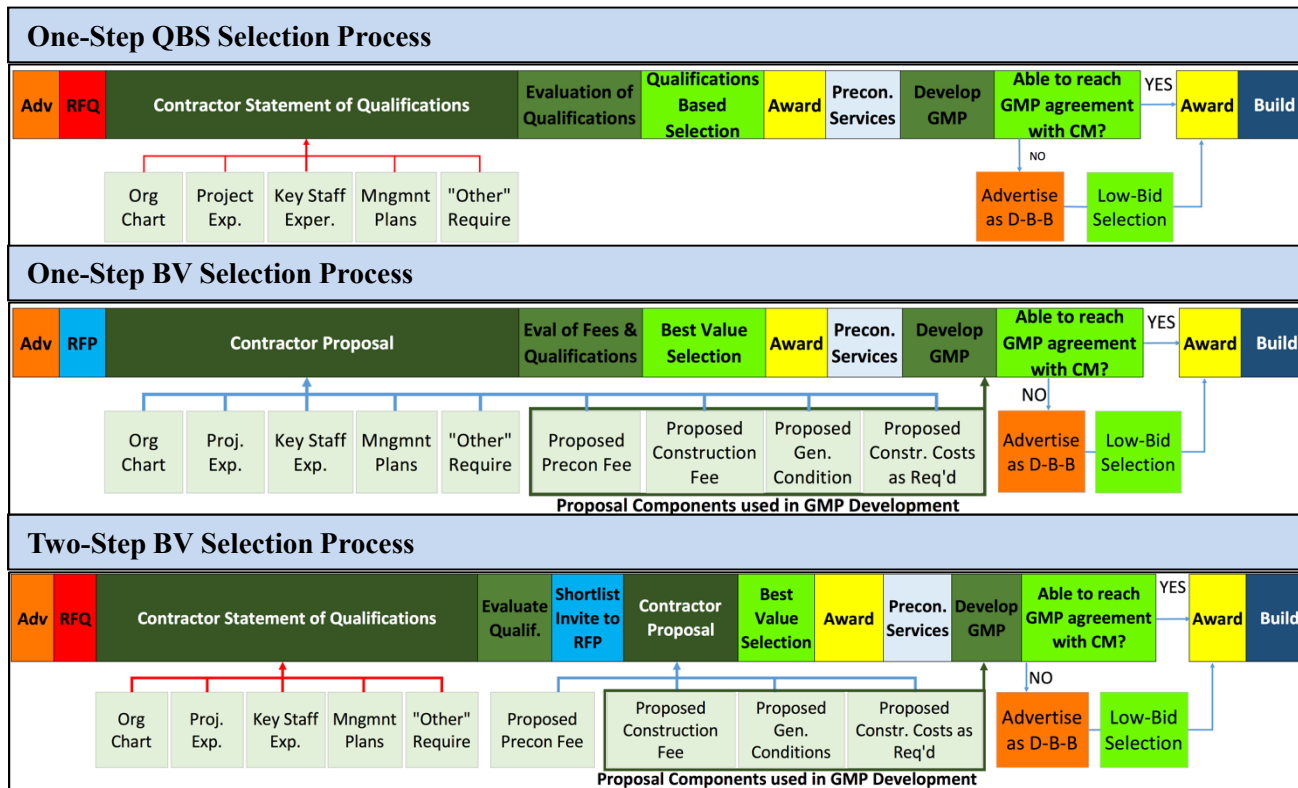 One-Step QBS Selection Process
Adv
RFQ
Contractor Statement of Qualifications
Evaluation of
Qualifications
Qualifications
Based
Selection
Award
Precon.
Services
Develop
GMP
Able to reach
GMP agreement
with CM?
YES
Award
Build
NO
Org
Chart
Project
Exp.
Key Staff
Exper.
Mngmnt
Plans
"Other"
Require
Advertise
as D-B-B
Low-Bid
Selection
One-Step BV Selection Process
Adv
RFP
Contractor Proposal
Eval of Fees &
Qualifications
Best Value
Selection
Award
Precon.
Services
Develop
GMP
Able to reach
GMP agreement
with CM?
YES
Award
Build
NO
Org
Chart
Proj.
Exp.
Key Staff
Exp.
Mngmnt
Plans
"Other"
Require
Proposed
Precon Fee
Proposed
Construction
Fee
Proposed
Gen.
Condition
Proposed
Constr. Costs
as Req'd
Advertise
as D-B-B
Low-Bid
Selection
Proposal Components used in GMP Development
Two-Step BV Selection Process
Adv
RFQ
Contractor Statement of Qualifications
Evaluate
Qualif.
Shortlist
Invite to
RFP
Contractor
Proposal
Best
Value
Selection
Award
Precon.
Services
Develop
GMP
Able to reach
GMP agreement
with CM?
YES
Award
Build
NO
Org
Chart
Proj.
Exp.
Key Staff
Exp.
Mngmnt
Plans
"Other"
Require
Proposed
Precon Fee
Proposed
Construction
Fee
Proposed
Gen.
Conditions
Proposed
Constr. Costs as
Req'd
Advertise
as D-B-B
Low-Bid
Selection
Proposal Components used in GMP Development